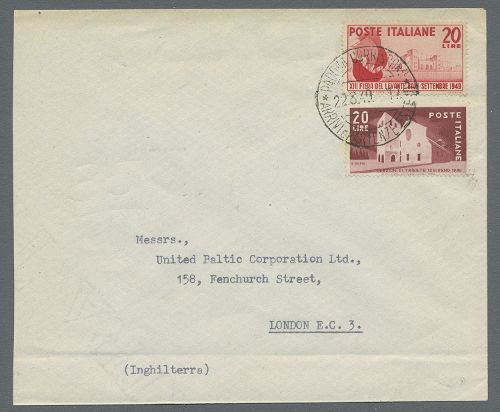 POSTE ITALIANE 20
LIRE
XIII FIERA DEL LEVANTE SETTEMBRE 1949
20
LIRE
POSTE
ITALIANE
Messrs.,
United Baltic Corporation Ltd.,
158, Fenchurch Street,
LONDON E.C. 3.
(Inghilterra)